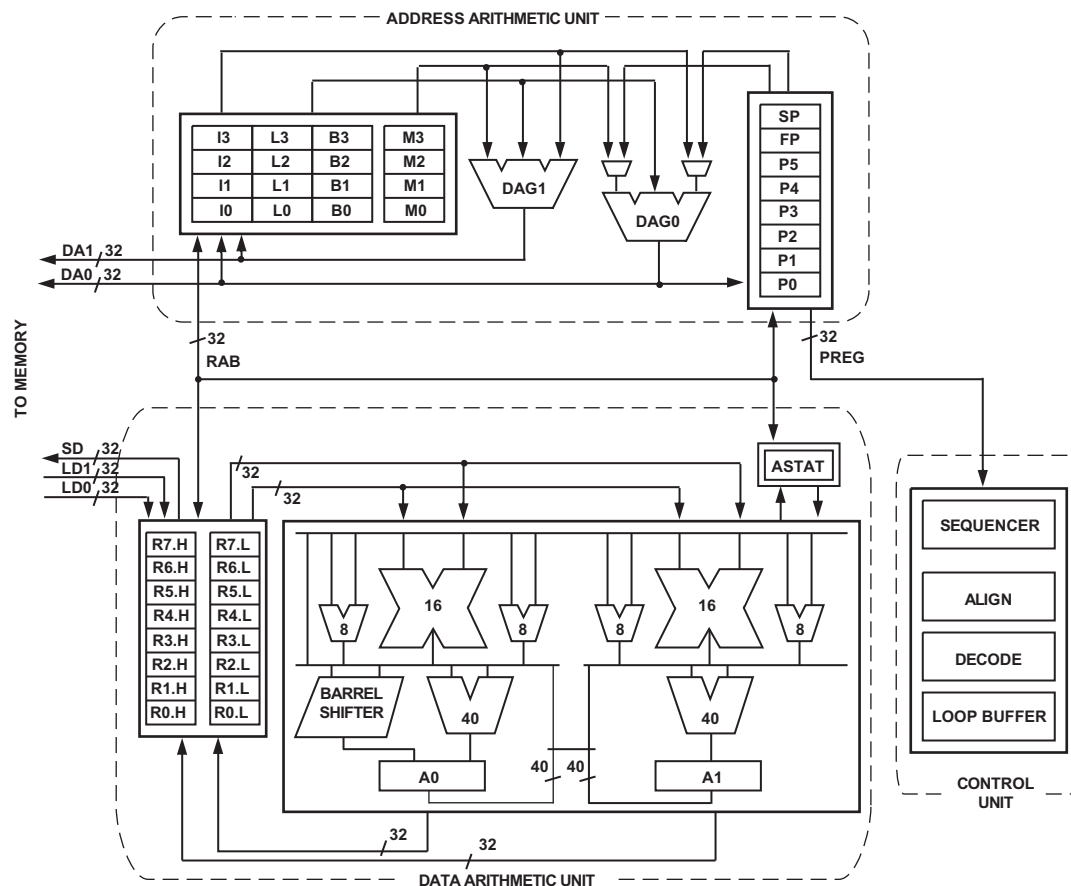 ADDRESS ARITHMETIC UNIT
SP
I3 L3 B3 M3
FP
I2 L2 B2 M2
P5
I1 L1 B1 M1
DAG1
P4
I0 L0 B0 M0
DAG0
P3
P2
DA1 32
P1
DA0 32
P0
TO MEMORY
32
RAB
32
PREG
SD 32
LD1 32
LD0 32
32
32
ASTAT
SEQUENCER
R7.H R7.L
R6.H R6.L
R5.H R5.L
R4.H R4.L
R3.H R3.L
R2.H R2.L
R1.H R1.L
R0.H R0.L
16 16
8 8 8 8
ALIGN
DECODE
LOOP BUFFER
BARREL
SHIFTER
40 40
A0 40 40 A1
CONTROL
UNIT
32
32
DATA ARITHMETIC UNIT